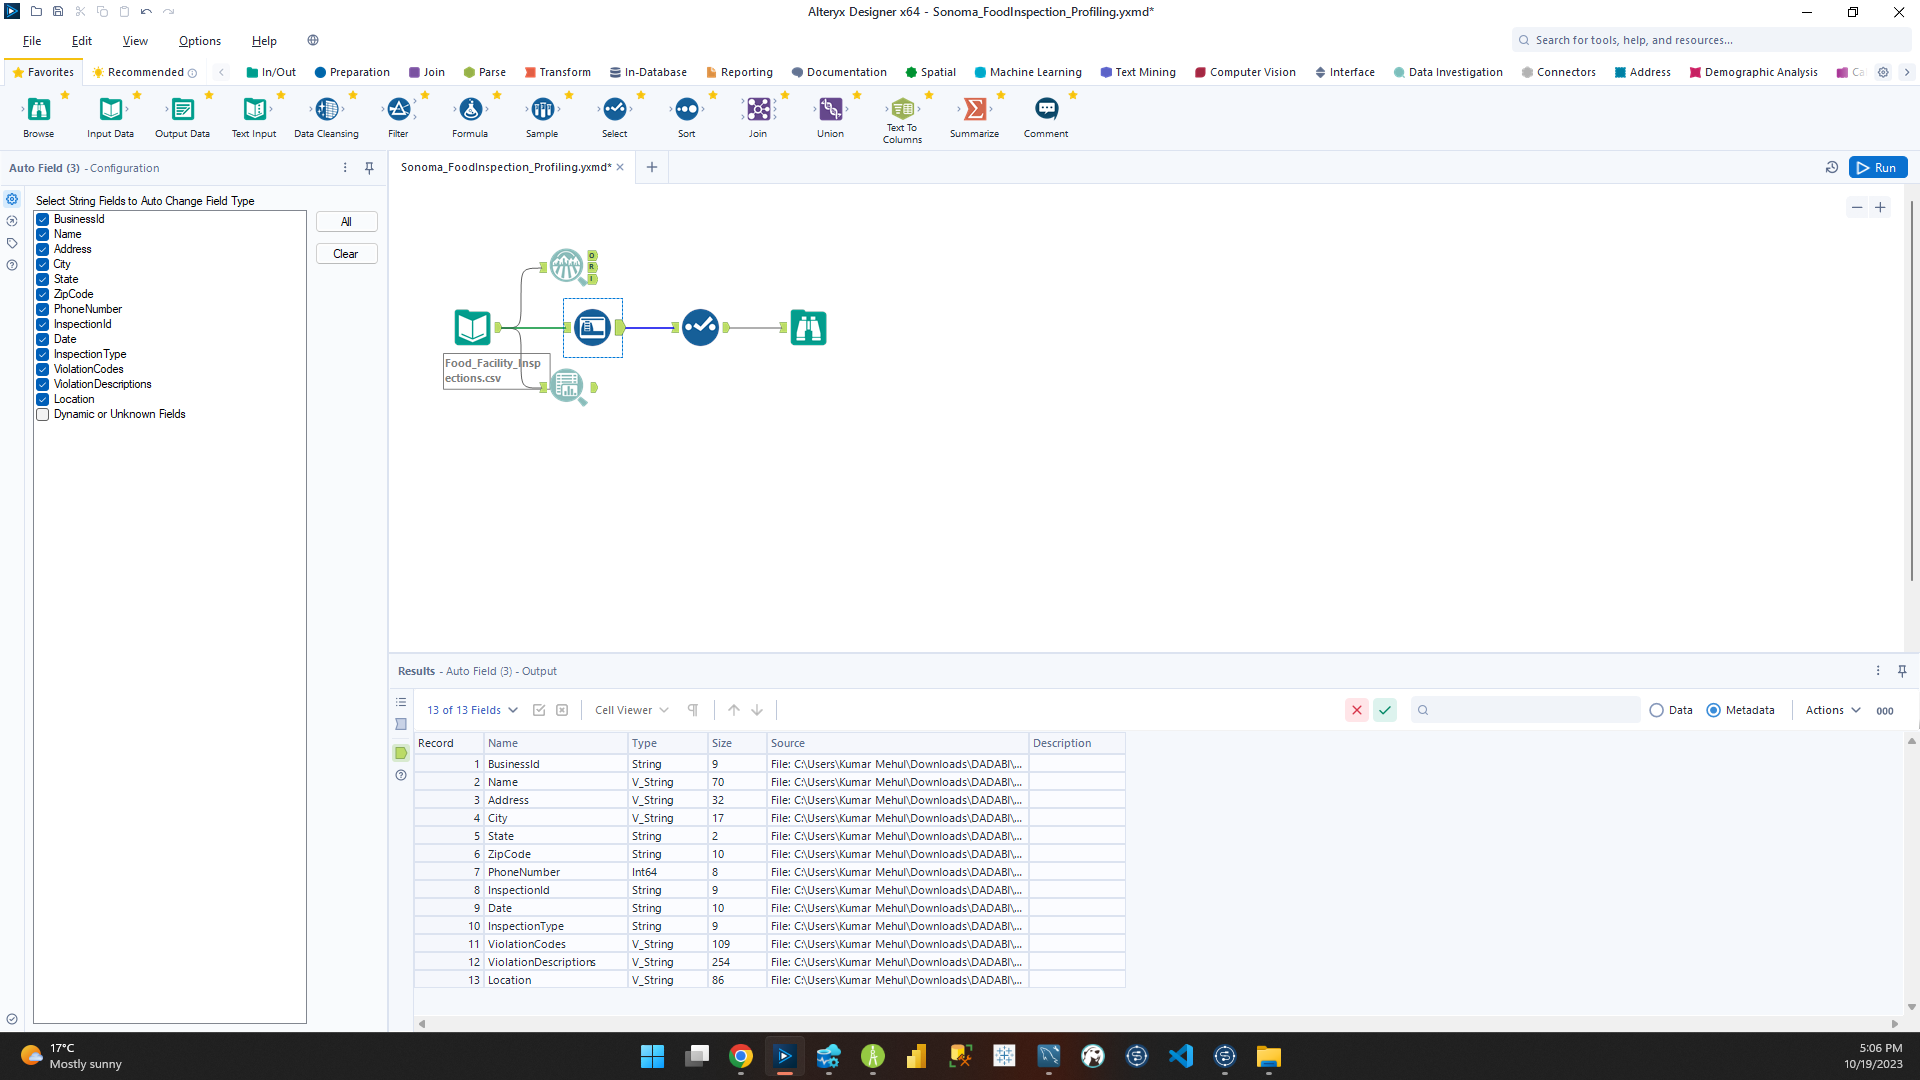 Alteryx Designer x64 - Sonoma_FoodInspection_Profiling.yxmd*
File Edit View Options Help
Search for tools, help, and resources...
Favorites Recommended In/Out Preparation Join Parse Transform In-Database Reporting Documentation Spatial Machine Learning Text Mining Computer Vision Interface Data Investigation Connectors Address Demographic Analysis Ca
Browse Input Data Output Data Text Input Data Cleansing Filter Formula Sample Select Sort Join Union Text To Columns Summarize Comment
Auto Field (3) - Configuration
Sonoma_FoodInspection_Profiling.yxmd*
Run
Select String Fields to Auto Change Field Type
BusinessId
Name
Address
City
State
ZipCode
PhoneNumber
InspectionId
Date
InspectionType
ViolationCodes
ViolationDescriptions
Location
Dynamic or Unknown Fields
All
Clear
D
R
I
Food_Facility_Insp
ections.csv
Results - Auto Field (3) - Output
13 of 13 Fields Cell Viewer Data Metadata Actions 000
Record Name Type Size Source Description
1 BusinessId String 9 File: C:\Users\Kumar Mehul\Downloads\DADABI\...
2 Name V_String 70 File: C:\Users\Kumar Mehul\Downloads\DADABI\...
3 Address V_String 32 File: C:\Users\Kumar Mehul\Downloads\DADABI\...
4 City V_String 17 File: C:\Users\Kumar Mehul\Downloads\DADABI\...
5 State String 2 File: C:\Users\Kumar Mehul\Downloads\DADABI\...
6 ZipCode String 10 File: C:\Users\Kumar Mehul\Downloads\DADABI\...
7 PhoneNumber Int64 8 File: C:\Users\Kumar Mehul\Downloads\DADABI\...
8 InspectionId String 9 File: C:\Users\Kumar Mehul\Downloads\DADABI\...
9 Date String 10 File: C:\Users\Kumar Mehul\Downloads\DADABI\...
10 InspectionType String 9 File: C:\Users\Kumar Mehul\Downloads\DADABI\...
11 ViolationCodes V_String 109 File: C:\Users\Kumar Mehul\Downloads\DADABI\...
12 ViolationDescriptions V_String 254 File: C:\Users\Kumar Mehul\Downloads\DADABI\...
13 Location V_String 86 File: C:\Users\Kumar Mehul\Downloads\DADABI\...
17°C
Mostly sunny
5:06 PM
10/19/2023